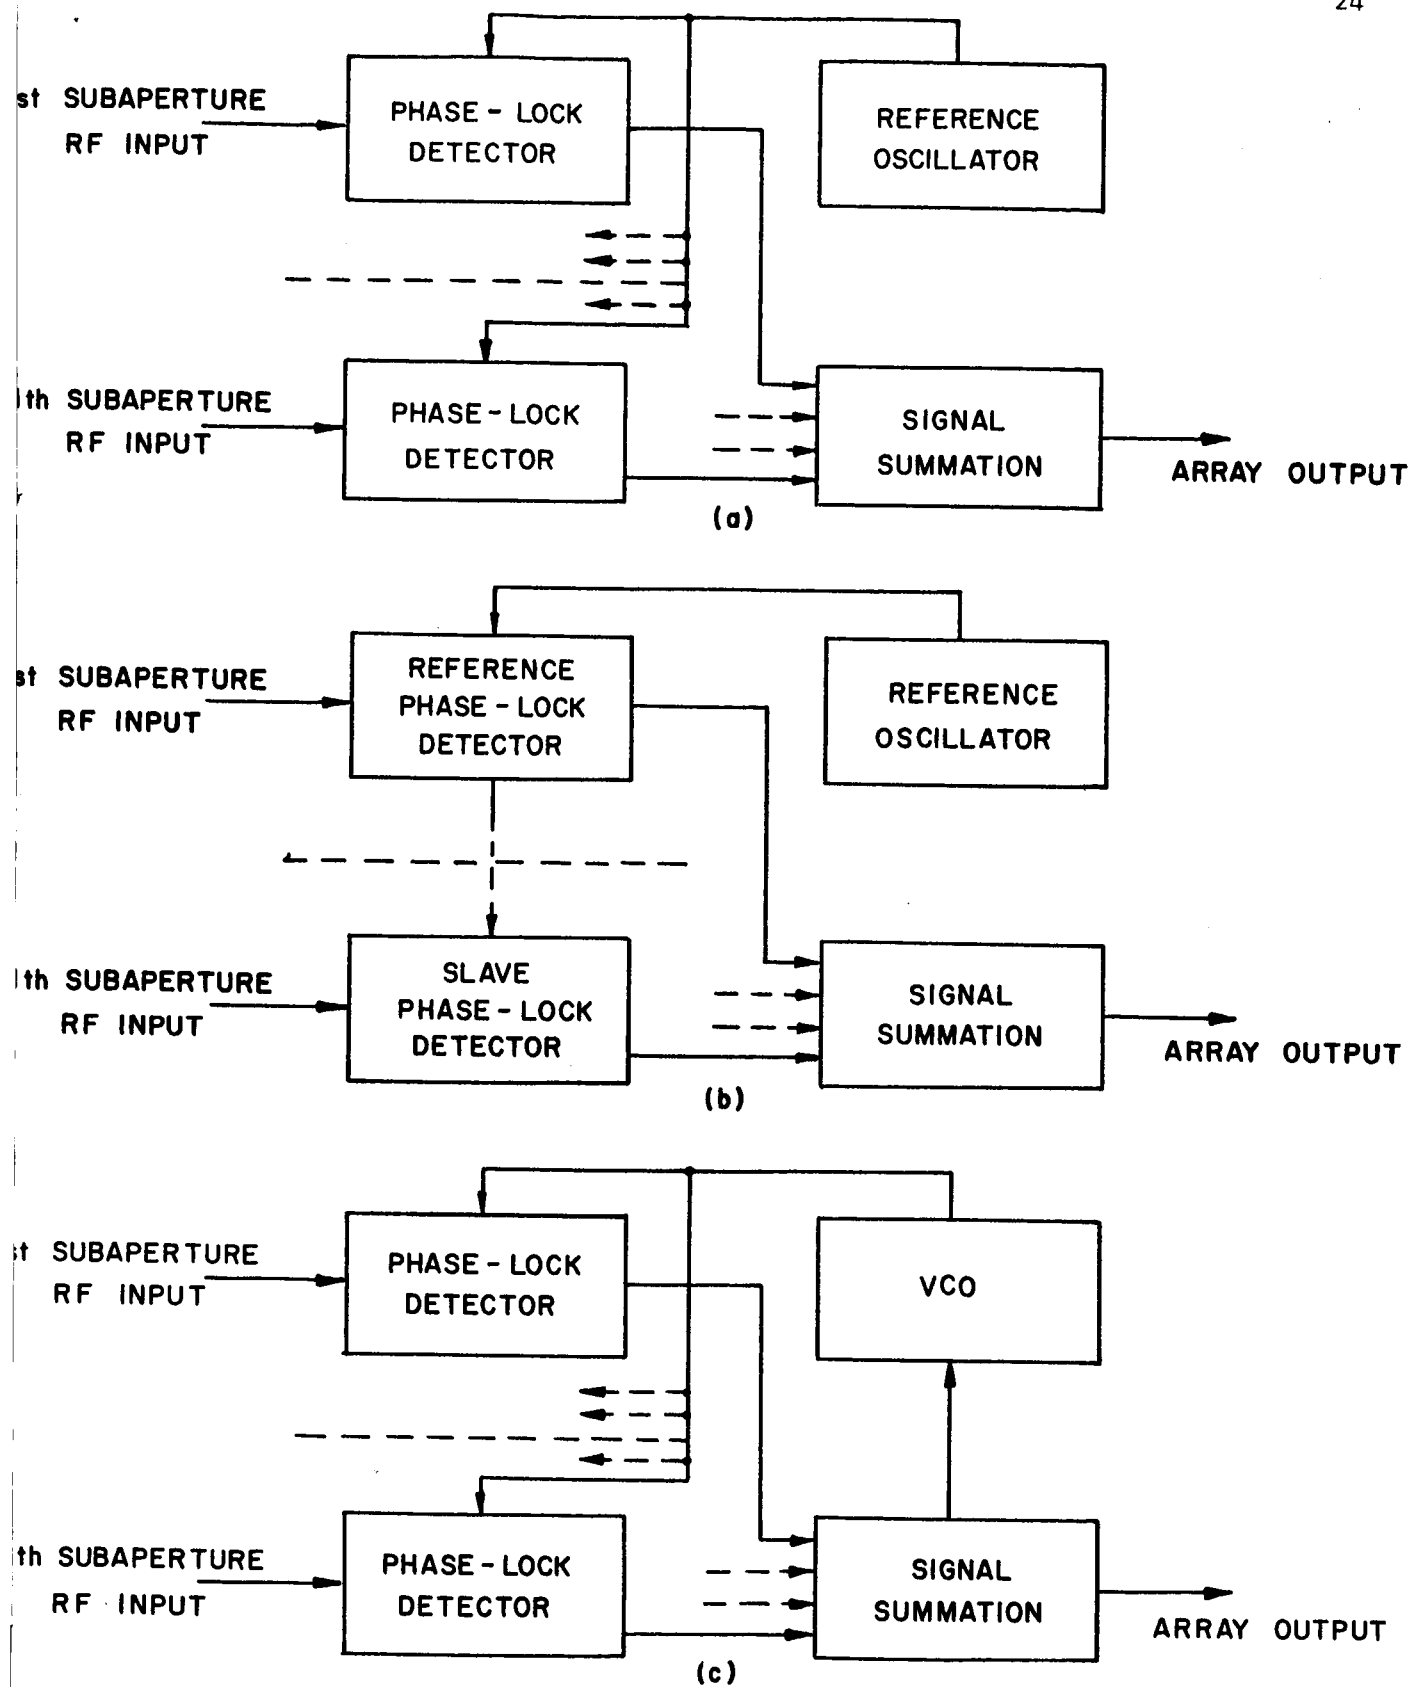 24
st SUBAPERTURE
RF INPUT
PHASE-LOCK
DETECTOR
REFERENCE
OSCILLATOR
th SUBAPERTURE
RF INPUT
PHASE-LOCK
DETECTOR
SIGNAL
SUMMATION
ARRAY OUTPUT
(a)
st SUBAPERTURE
RF INPUT
REFERENCE
PHASE-LOCK
DETECTOR
REFERENCE
OSCILLATOR
th SUBAPERTURE
RF INPUT
SLAVE
PHASE-LOCK
DETECTOR
SIGNAL
SUMMATION
ARRAY OUTPUT
(b)
st SUBAPERTURE
RF INPUT
PHASE-LOCK
DETECTOR
VCO
th SUBAPERTURE
RF INPUT
PHASE-LOCK
DETECTOR
SIGNAL
SUMMATION
ARRAY OUTPUT
(c)